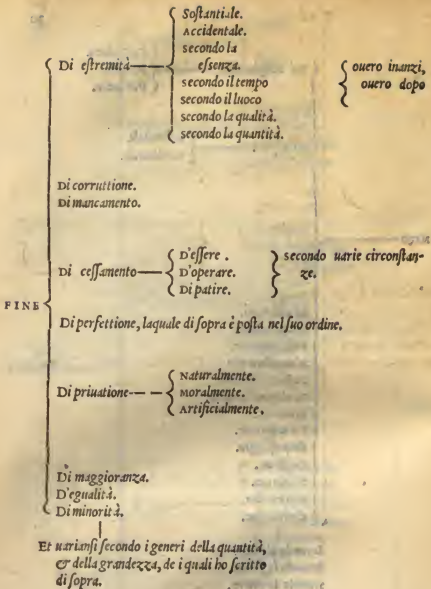 Sostantiale.
Accidentale.
secondo la
essenza.
Di estremità
secondo il tempo
secondo il luoco
secondo la qualità.
secondo la quantità.
ouero inanzi,
ouero dopo
Di corruttione.
Di mancamento.
Di cessamento
D'essere.
D'operare.
Di patire.
secondo uarie circonstan-
ze.
FINE
Di perfettione, laquale di sopra è posta nel suo ordine.
Di priuatione
Naturalmente.
Moralmente.
Artificialmente.
Di maggioranza.
D'egualità.
Di minorità.
Et uariansi secondo i generi della quantità,
& della grandezza, de i quali ho scritto
di sopra.